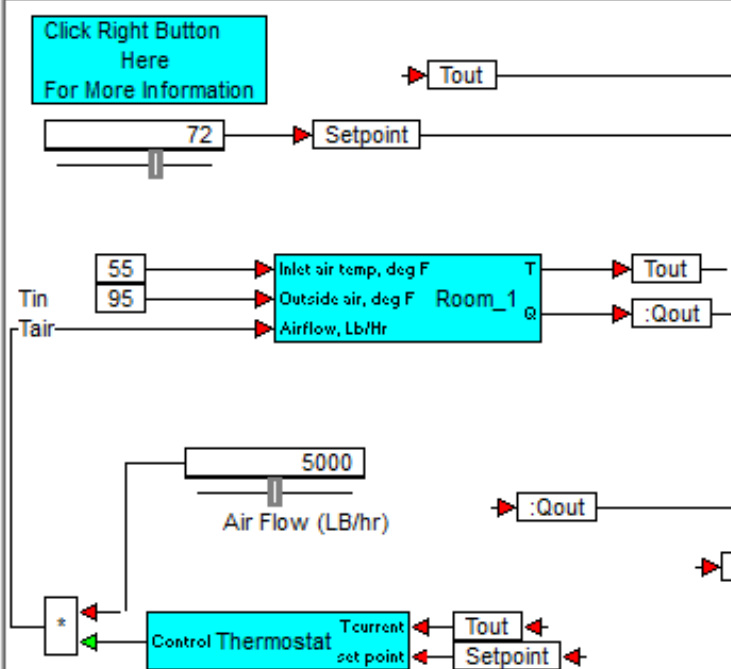 Click Right Button
Here
For More Information
Tout
72
Setpoint
55
Inlet air temp, deg F
T
Tout
Tin
95
Outside air, deg F
Room_1
Q
:Qout
Tair
Airflow, Lb/Hr
5000
Air Flow (LB/hr)
:Qout
*
Control
Thermostat
Tcurrent
Tout
set point
Setpoint